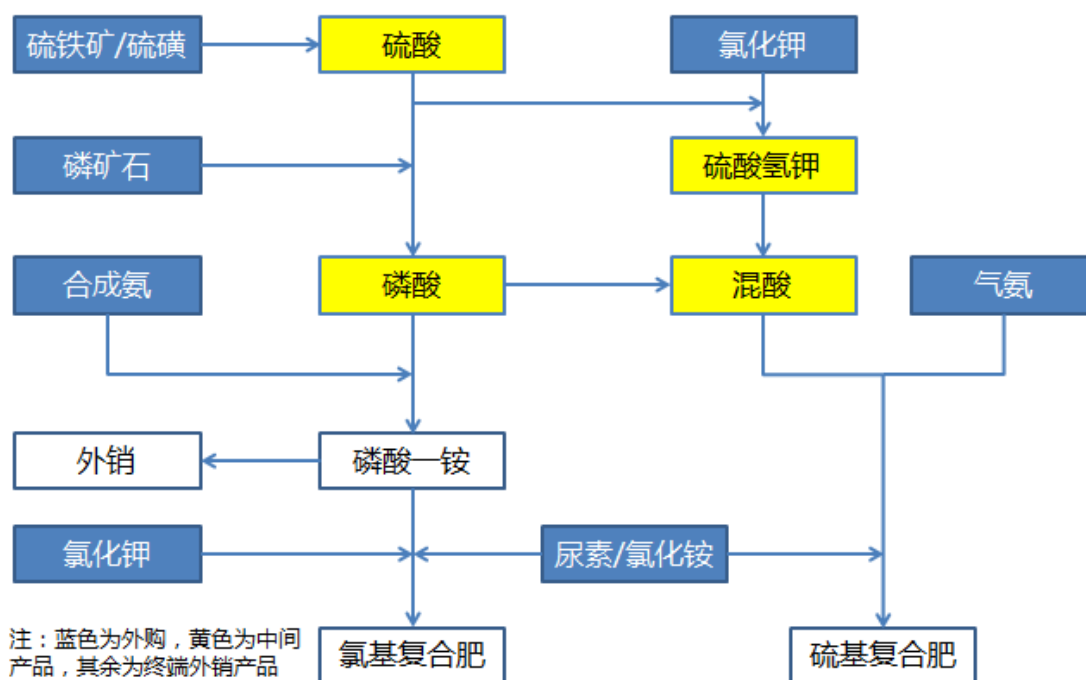 硫铁矿/硫磺
硫酸
氯化钾
磷矿石
硫酸氢钾
合成氨
磷酸
混酸
气氨
外销
磷酸一铵
氯化钾
尿素/氯化铵
注：蓝色为外购，黄色为中间
产品，其余为终端外销产品
氯基复合肥
硫基复合肥